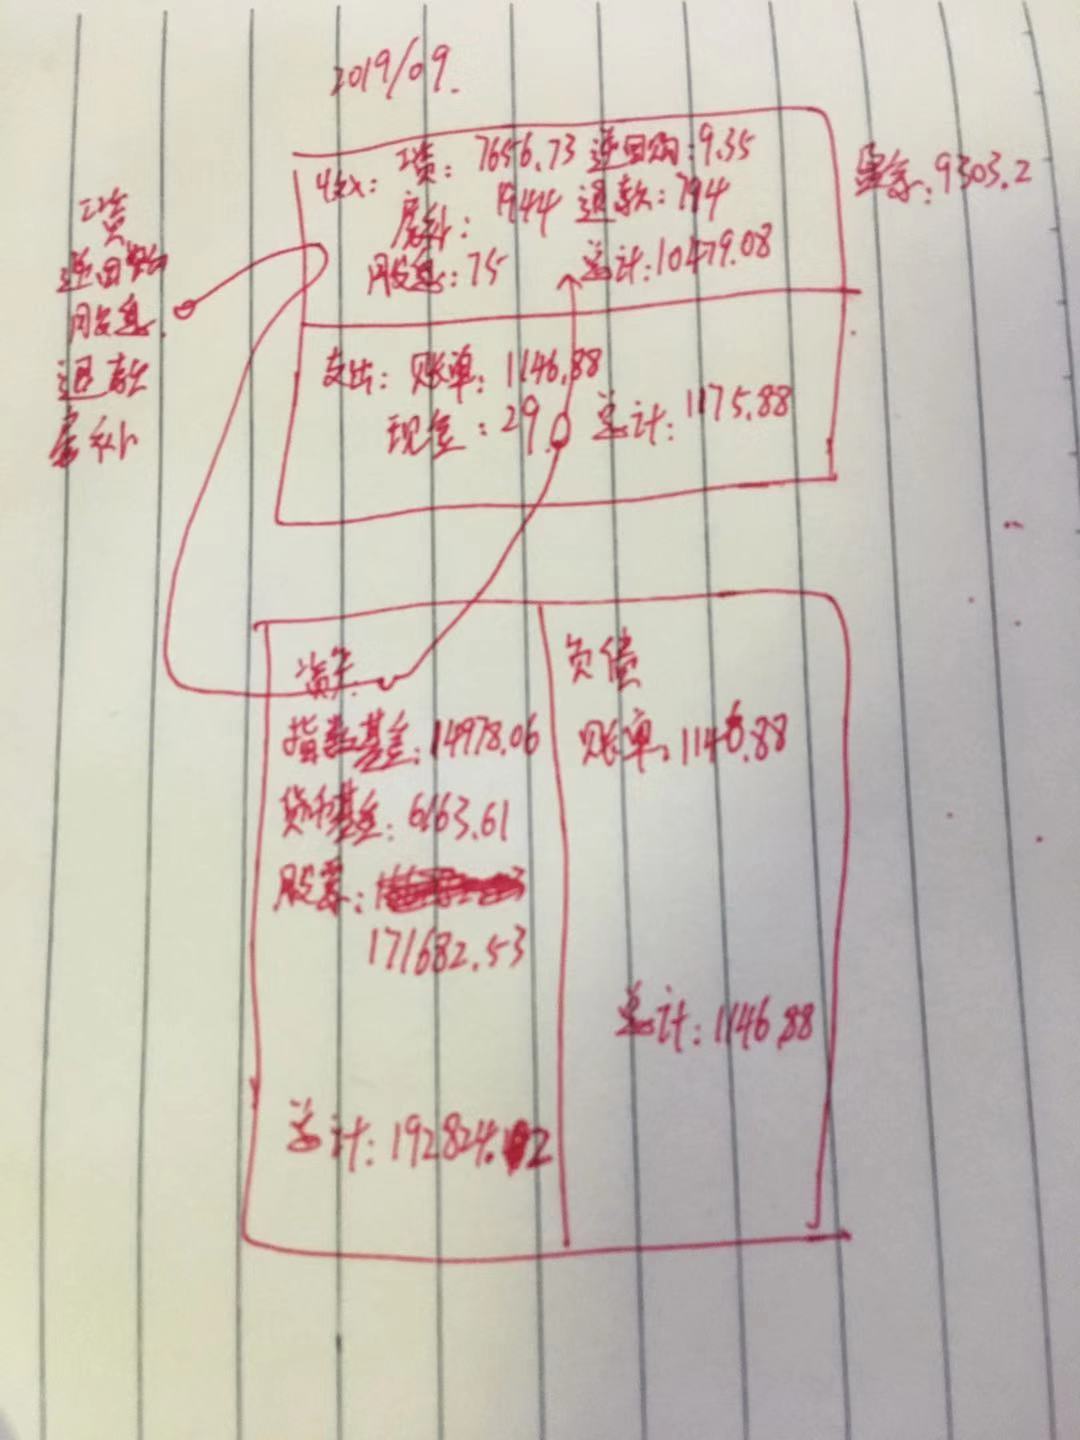 2019/09.
收入: 工资: 7656.73 逆回购: 9.35
房补: 1944 退款: 794
股息: 75 总计: 10479.08
盈余: 9303.2
工资
逆回购
股息
退款
房补
支出: 账单: 1146.88
现金: 29. 总计: 1175.88
资产
指数基金: 14978.06
货币基金: 6163.61
股票:
171682.53
总计: 192824.2
负债
账单: 1146.88
总计: 1146.88